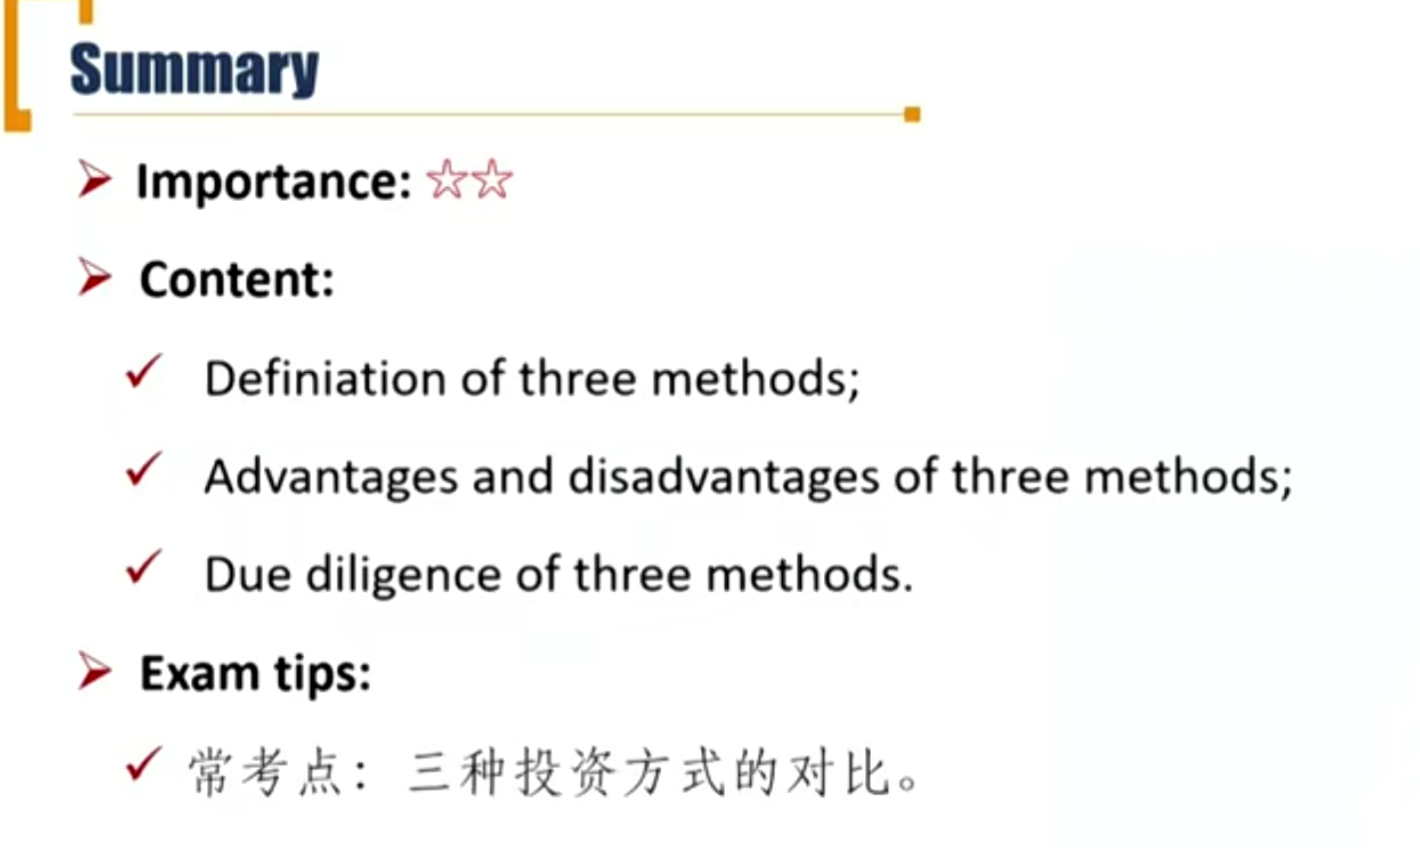 Summary
Importance: ☆☆
Content:
Definiation of three methods;
Advantages and disadvantages of three methods;
Due diligence of three methods.
Exam tips:
常考点：三种投资方式的对比。